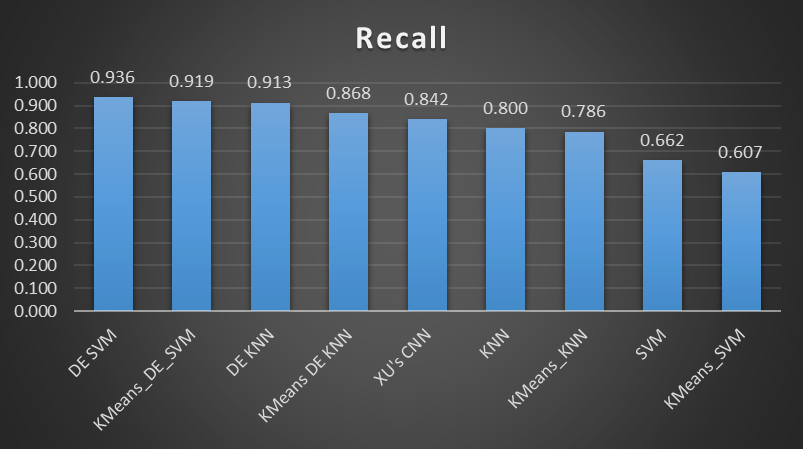 Recall
0.936
0.919
0.913
0.868
0.842
0.800
0.786
0.662
0.607
1.000
0.900
0.800
0.700
0.600
0.500
0.400
0.300
0.200
0.100
0.000
DE SVM
KMeans_DE_SVM
DE KNN
KMeans DE KNN
XU's CNN
KNN
KMeans_KNN
SVM
KMeans_SVM